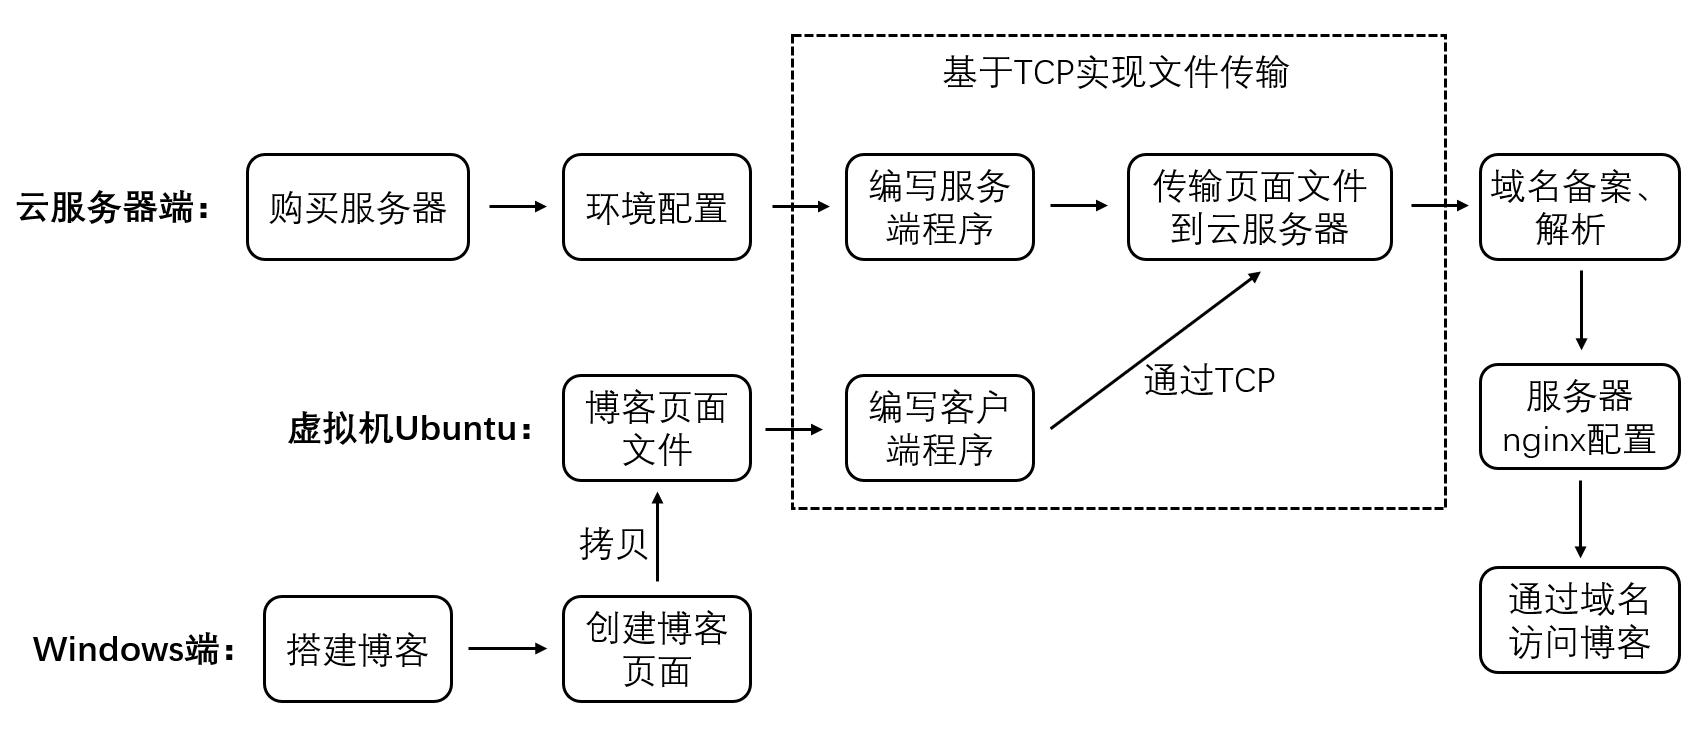 基于TCP实现文件传输
云服务器端：
购买服务器
环境配置
编写服务
端程序
传输页面文件
到云服务器
域名备案、
解析
虚拟机Ubuntu：
博客页面
文件
编写客户
端程序
通过TCP
服务器
nginx配置
拷贝
Windows端：
搭建博客
创建博客
页面
通过域名
访问博客